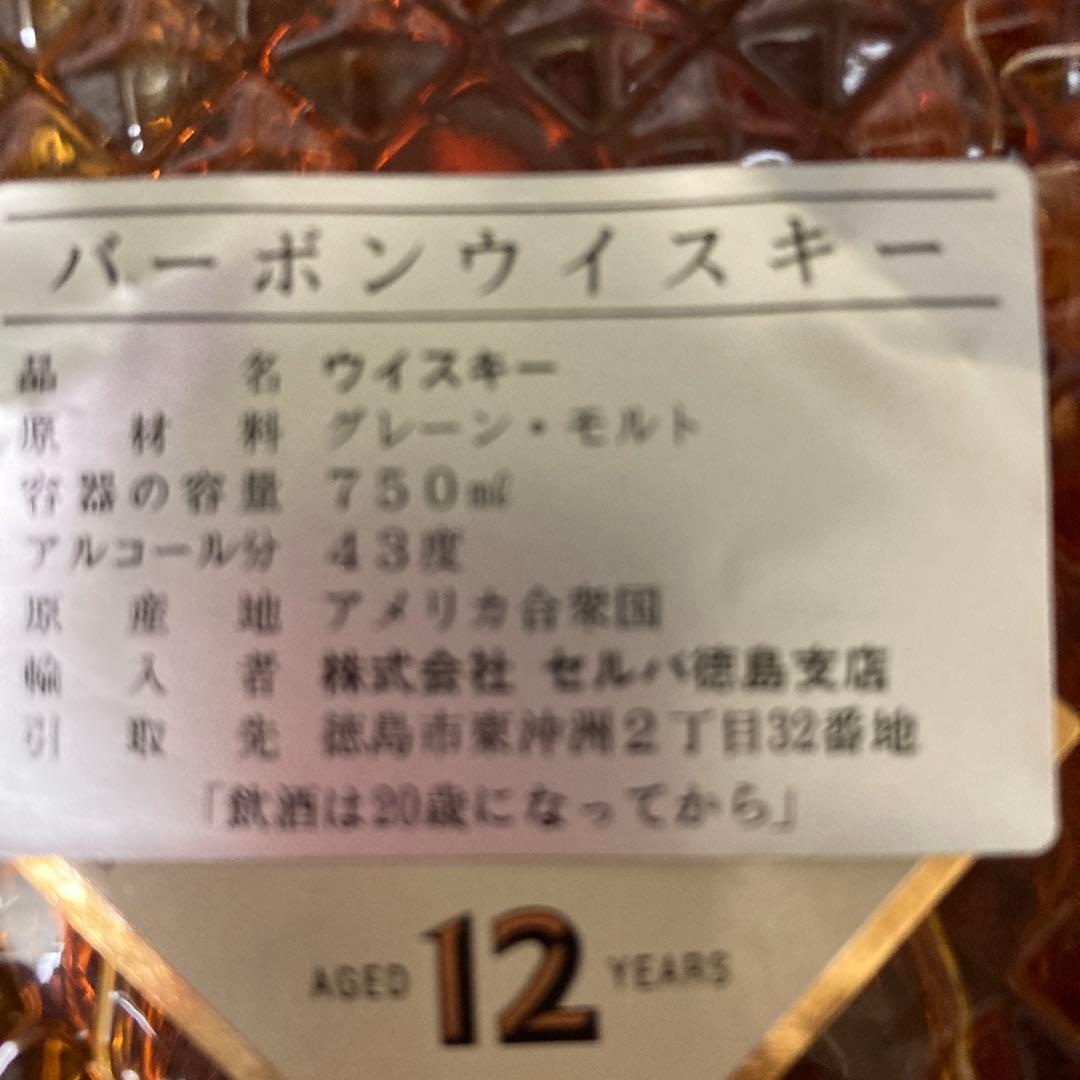 バーボンウイスキー
品名 ウイスキー
原材料 グレーン・モルト
容器の容量 750㎖
アルコール分 43度
原産地 アメリカ合衆国
輸入者 株式会社 セルバ徳島支店
引取先 徳島市東沖洲2丁目32番地
「飲酒は20歳になってから」
AGED 12 YEARS